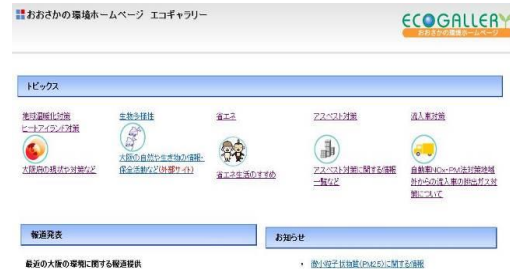 おおさかの環境ホームページ エコギャラリー
ECOGALLERY
おおさかの環境ホームページ
トピックス
地球温暖化対策
ヒートアイランド対策
大阪府の現状や対策など
生物多様性
大阪の自然や生き物の情報・
保全活動など(外部サイト)
省エネ
省エネ生活のすすめ
アスベスト対策
アスベスト対策に関する情報
一覧など
流入車対策
自動車NOx・PM法対策地域
外からの流入車の排出ガス対
策について
報道発表
最近の大阪の環境に関する報道提供
お知らせ
微小粒子状物質(PM2.5)に関する情報